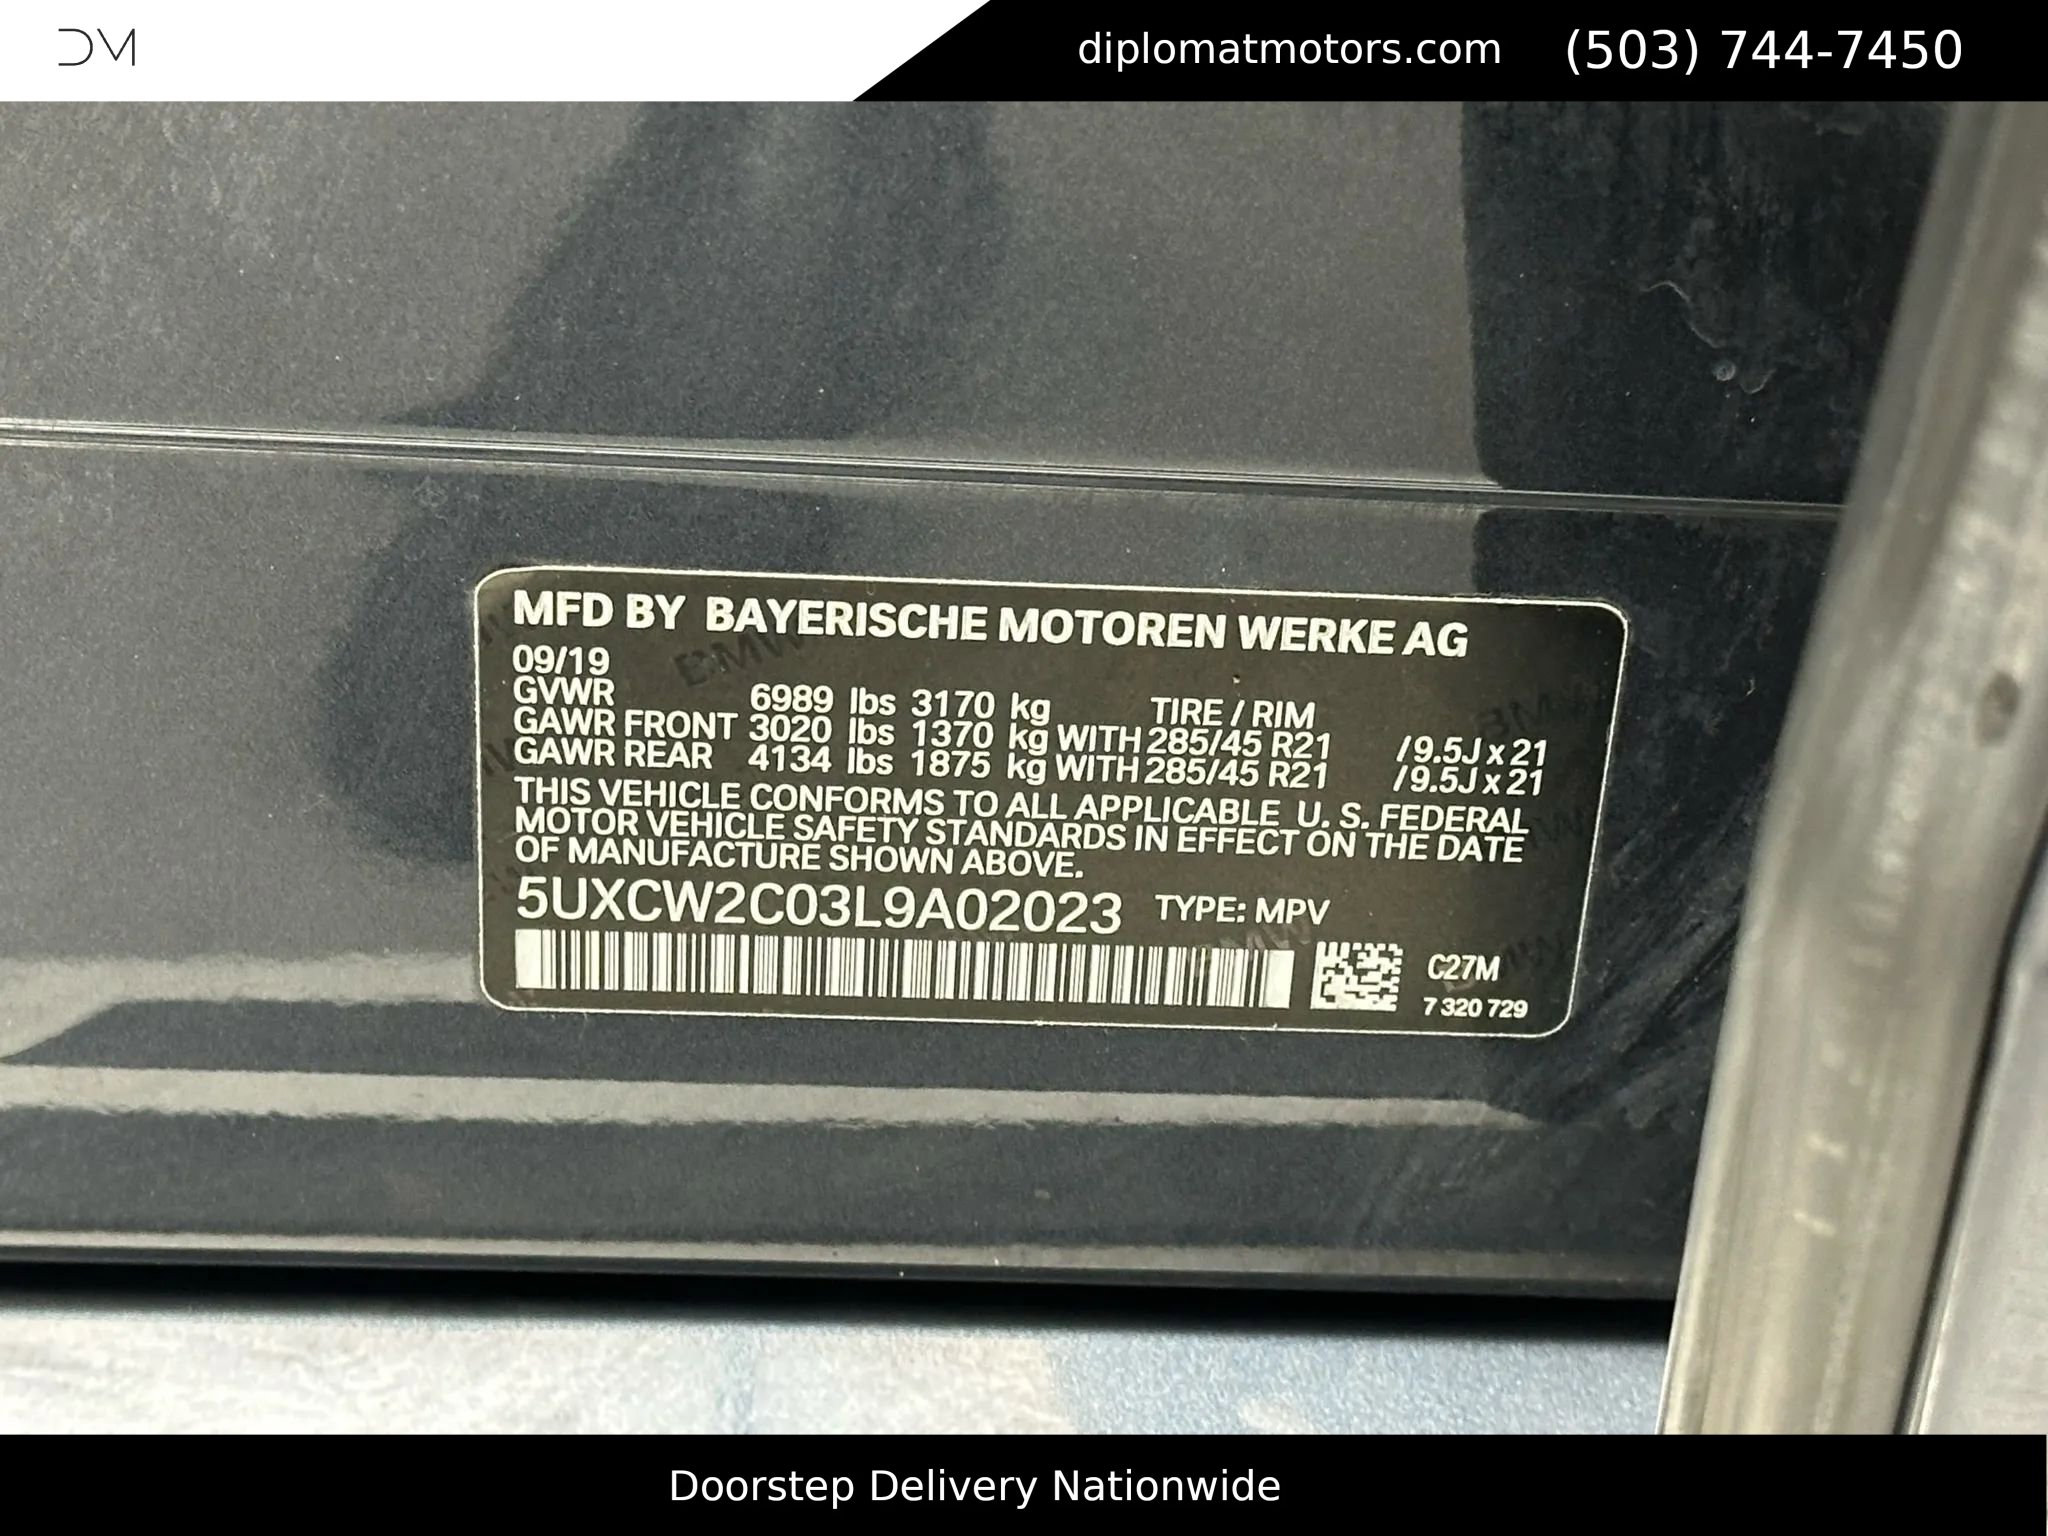 DM
diplomatmotors.com (503) 744-7450
MFD BY BAYERISCHE MOTOREN WERKE AG
09/19
GVWR 6989 lbs 3170 kg TIRE / RIM
GAWR FRONT 3020 lbs 1370 kg WITH 285/45 R21 /9.5J x 21
GAWR REAR 4134 lbs 1875 kg WITH 285/45 R21 /9.5J x 21
THIS VEHICLE CONFORMS TO ALL APPLICABLE U. S. FEDERAL
MOTOR VEHICLE SAFETY STANDARDS IN EFFECT ON THE DATE
OF MANUFACTURE SHOWN ABOVE.
5UXCW2C03L9A02023 TYPE: MPV
C27M
7 320 729
Doorstep Delivery Nationwide